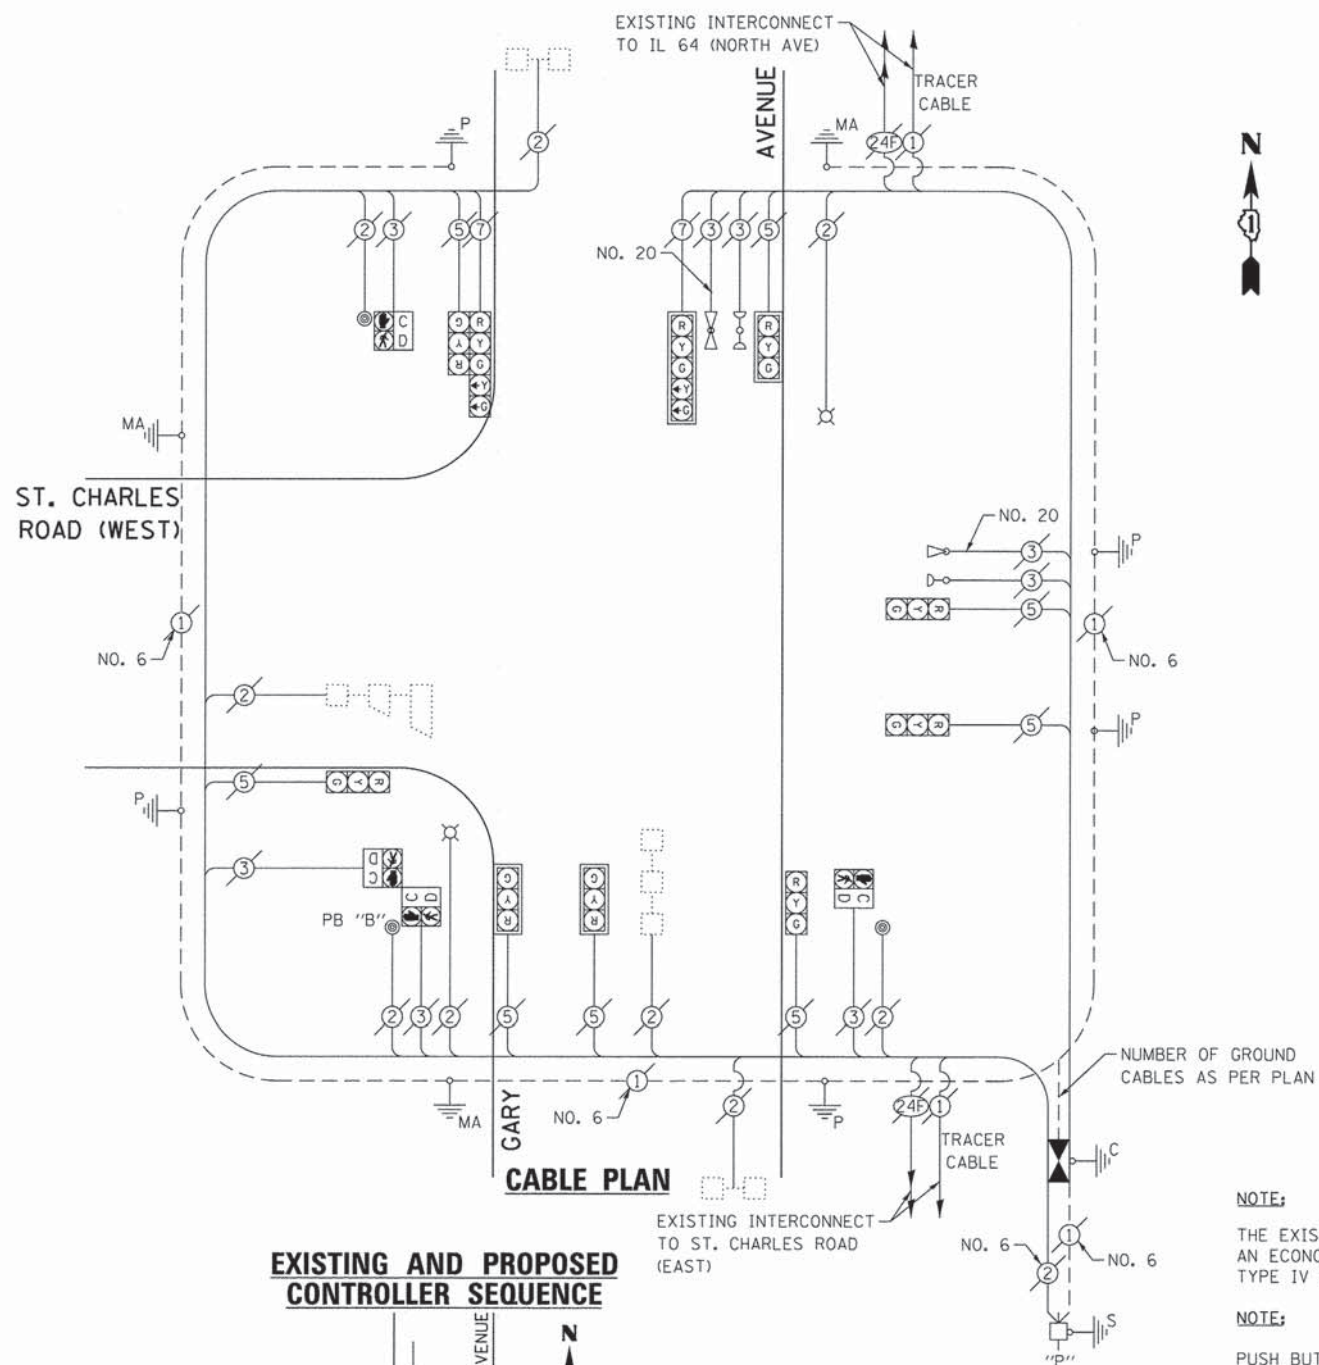 EXISTING INTERCONNECT
TO IL 64 (NORTH AVE)
TRACER
CABLE
AVENUE
P
MA
24F
1
2
N
1
2
3
5
7
7
3
3
5
2
NO. 20
C
D
G
Y
R
R
Y
G
Y
G
R
Y
G
Y
G
R
Y
G
MA
ST. CHARLES
ROAD (WEST)
NO. 20
3
P
3
G Y R
5
1
NO. 6
1
NO. 6
2
G Y R
5
P
5
G Y R
P
3
D
C
C D
PB "B"
G
Y
R
G
Y
R
R
Y
G
D C
2
3
2
5
5
2
5
3
2
NUMBER OF GROUND
CABLES AS PER PLAN
MA
GARY
NO. 6
1
2
P
24F
1
TRACER
CABLE
C
CABLE PLAN
EXISTING INTERCONNECT
TO ST. CHARLES ROAD
(EAST)
NO. 6
2
1
NO. 6
S
"P"
NOTE:
THE EXIS
AN ECONO
TYPE IV
NOTE:
PUSH BUT
EXISTING AND PROPOSED
CONTROLLER SEQUENCE
VENUE
N